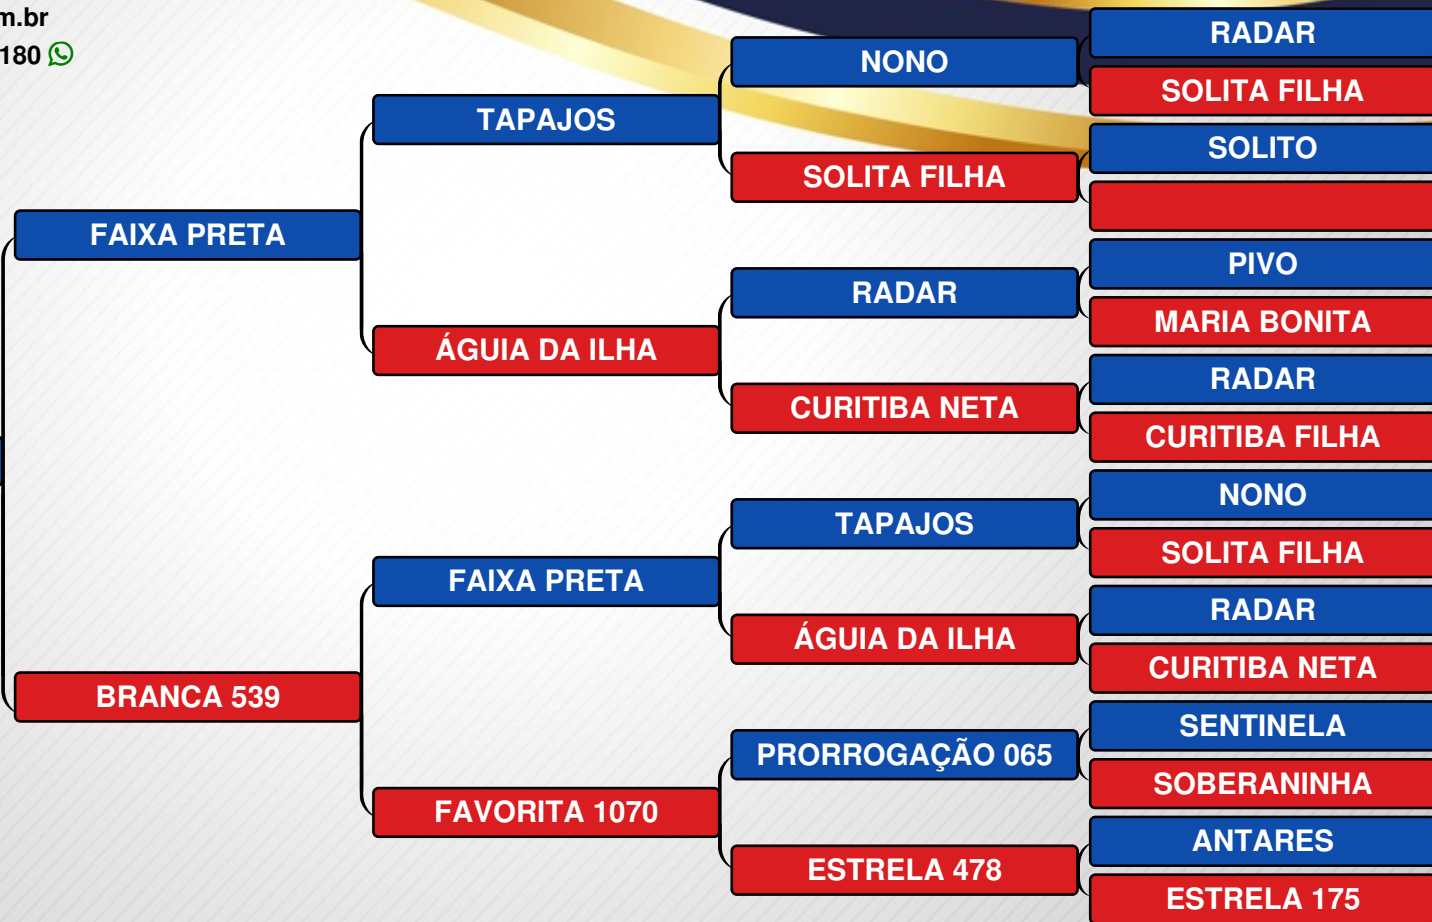 m.br
180
RADAR
NONO
SOLITA FILHA
TAPAJOS
SOLITO
SOLITA FILHA
FAIXA PRETA
PIVO
RADAR
MARIA BONITA
ÁGUIA DA ILHA
RADAR
CURITIBA NETA
CURITIBA FILHA
NONO
TAPAJOS
SOLITA FILHA
FAIXA PRETA
RADAR
ÁGUIA DA ILHA
CURITIBA NETA
BRANCA 539
SENTINELA
PRORROGAÇÃO 065
SOBERANINHA
FAVORITA 1070
ANTARES
ESTRELA 478
ESTRELA 175